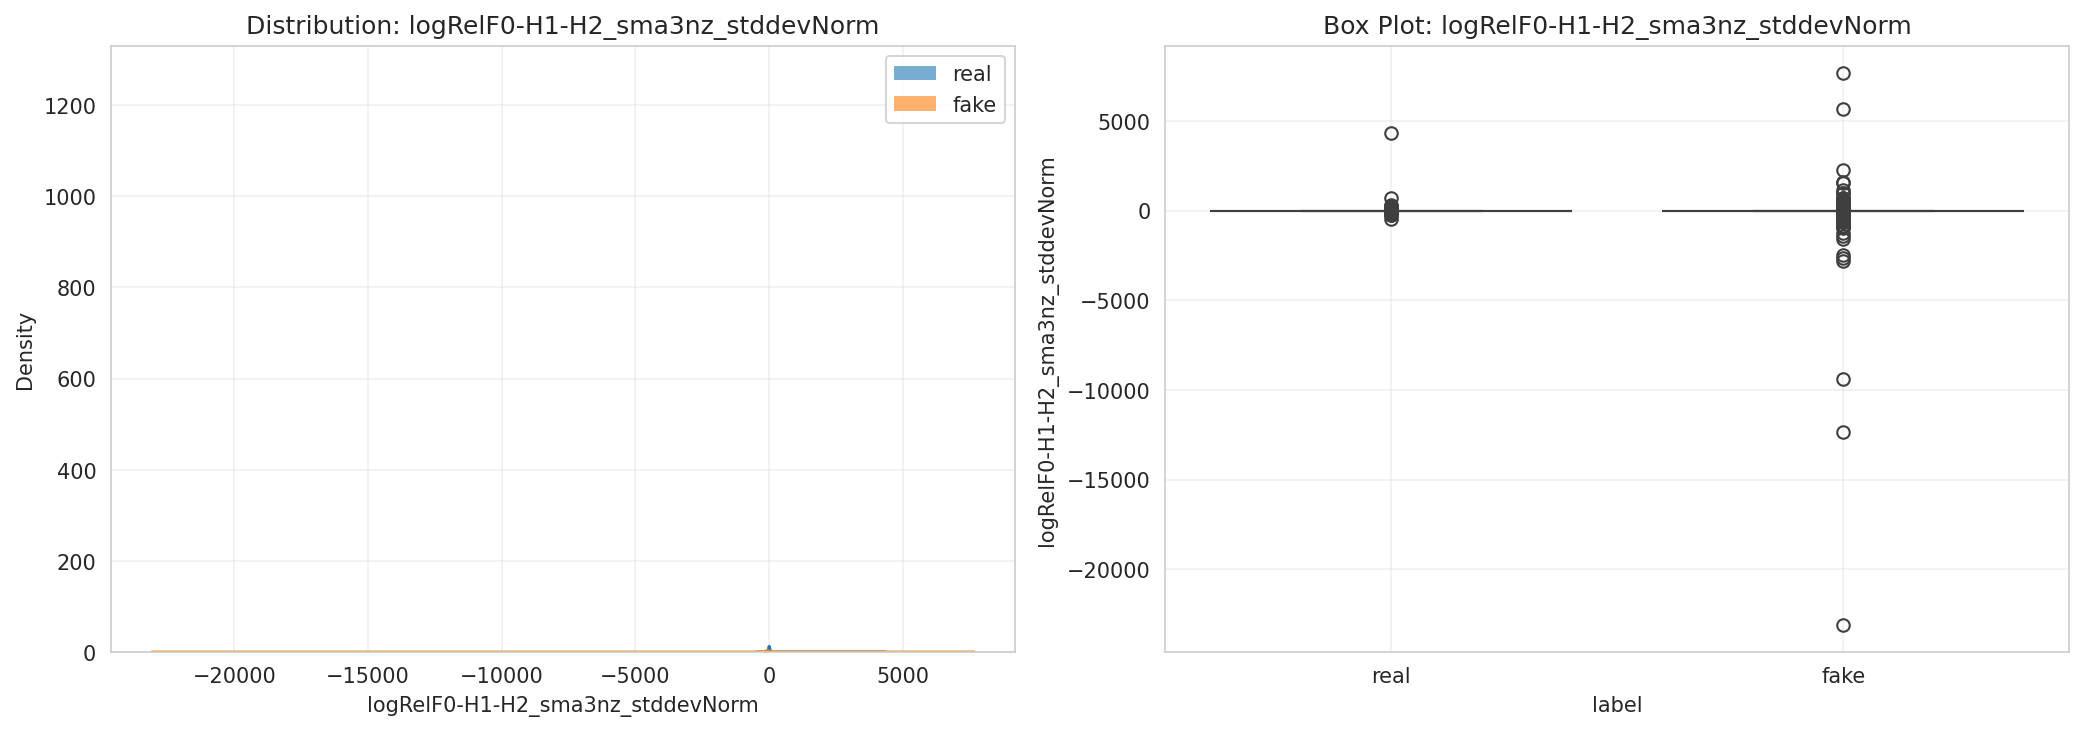 Distribution: logRelF0-H1-H2_sma3nz_stddevNorm
real
fake
1200
1000
800
600
400
200
0
Density
−20000
−15000
−10000
−5000
0
5000
logRelF0-H1-H2_sma3nz_stddevNorm
Box Plot: logRelF0-H1-H2_sma3nz_stddevNorm
5000
0
−5000
−10000
−15000
−20000
logRelF0-H1-H2_sma3nz_stddevNorm
real
fake
label